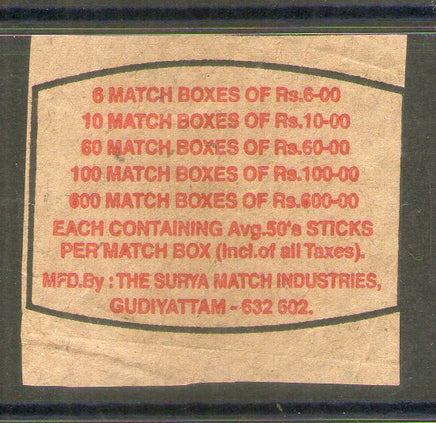 6 MATCH BOXES OF Rs.6-00
10 MATCH BOXES OF Rs.10-00
60 MATCH BOXES OF Rs.60-00
100 MATCH BOXES OF Rs.100-00
600 MATCH BOXES OF Rs.600-00
EACH CONTAINING Avg.50's STICKS
PER MATCH BOX (Incl.of all Taxes).
MFD.By : THE SURYA MATCH INDUSTRIES,
GUDIYATTAM - 632 602.